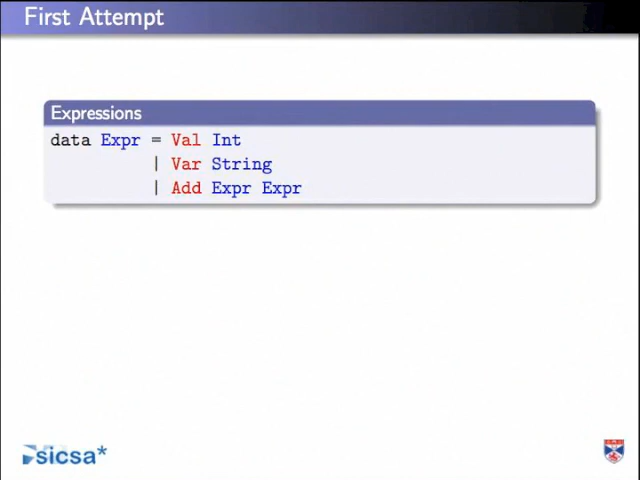 First Attempt
Expressions
data Expr = Val Int
| Var String
| Add Expr Expr
sicsa*